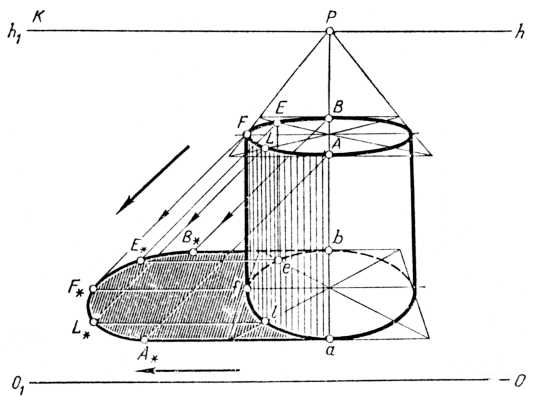 K
h₁ P h
F E B
L A
E* B* b
F* f e
L* l
A* a
O₁ O